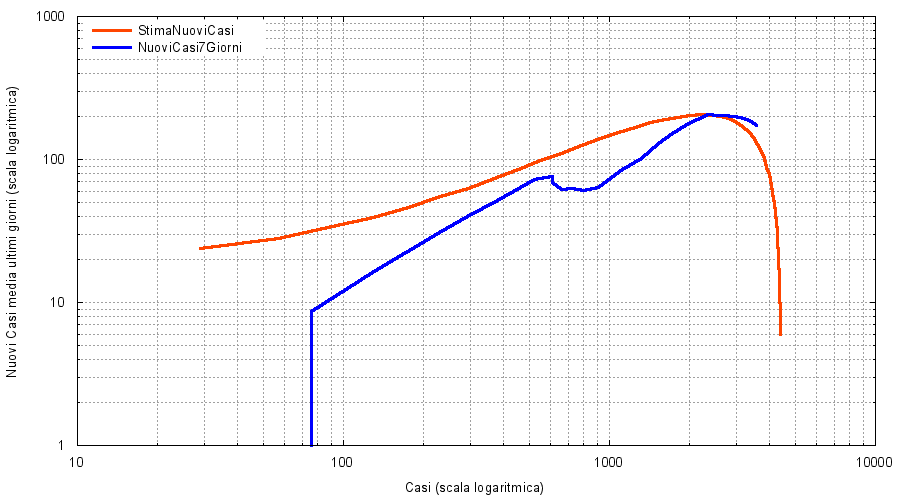 1000
StimaNuoviCasi
NuoviCasi7Giorni
100
10
1
Nuovi Casi media ultimi giorni (scala logaritmica)
10
100
1000
10000
Casi (scala logaritmica)